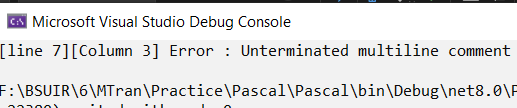 Microsoft Visual Studio Debug Console
[line 7][Column 3] Error : Unterminated multiline comment
F:\BSUIR\6\MTran\Practice\Pascal\Pascal\bin\Debug\net8.0\P